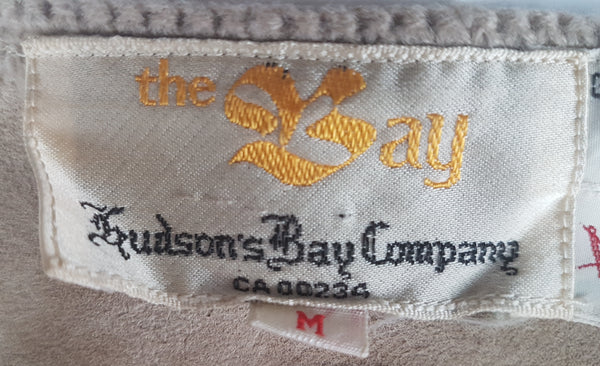 the Bay
Hudson's Bay Company
CA 00234
M